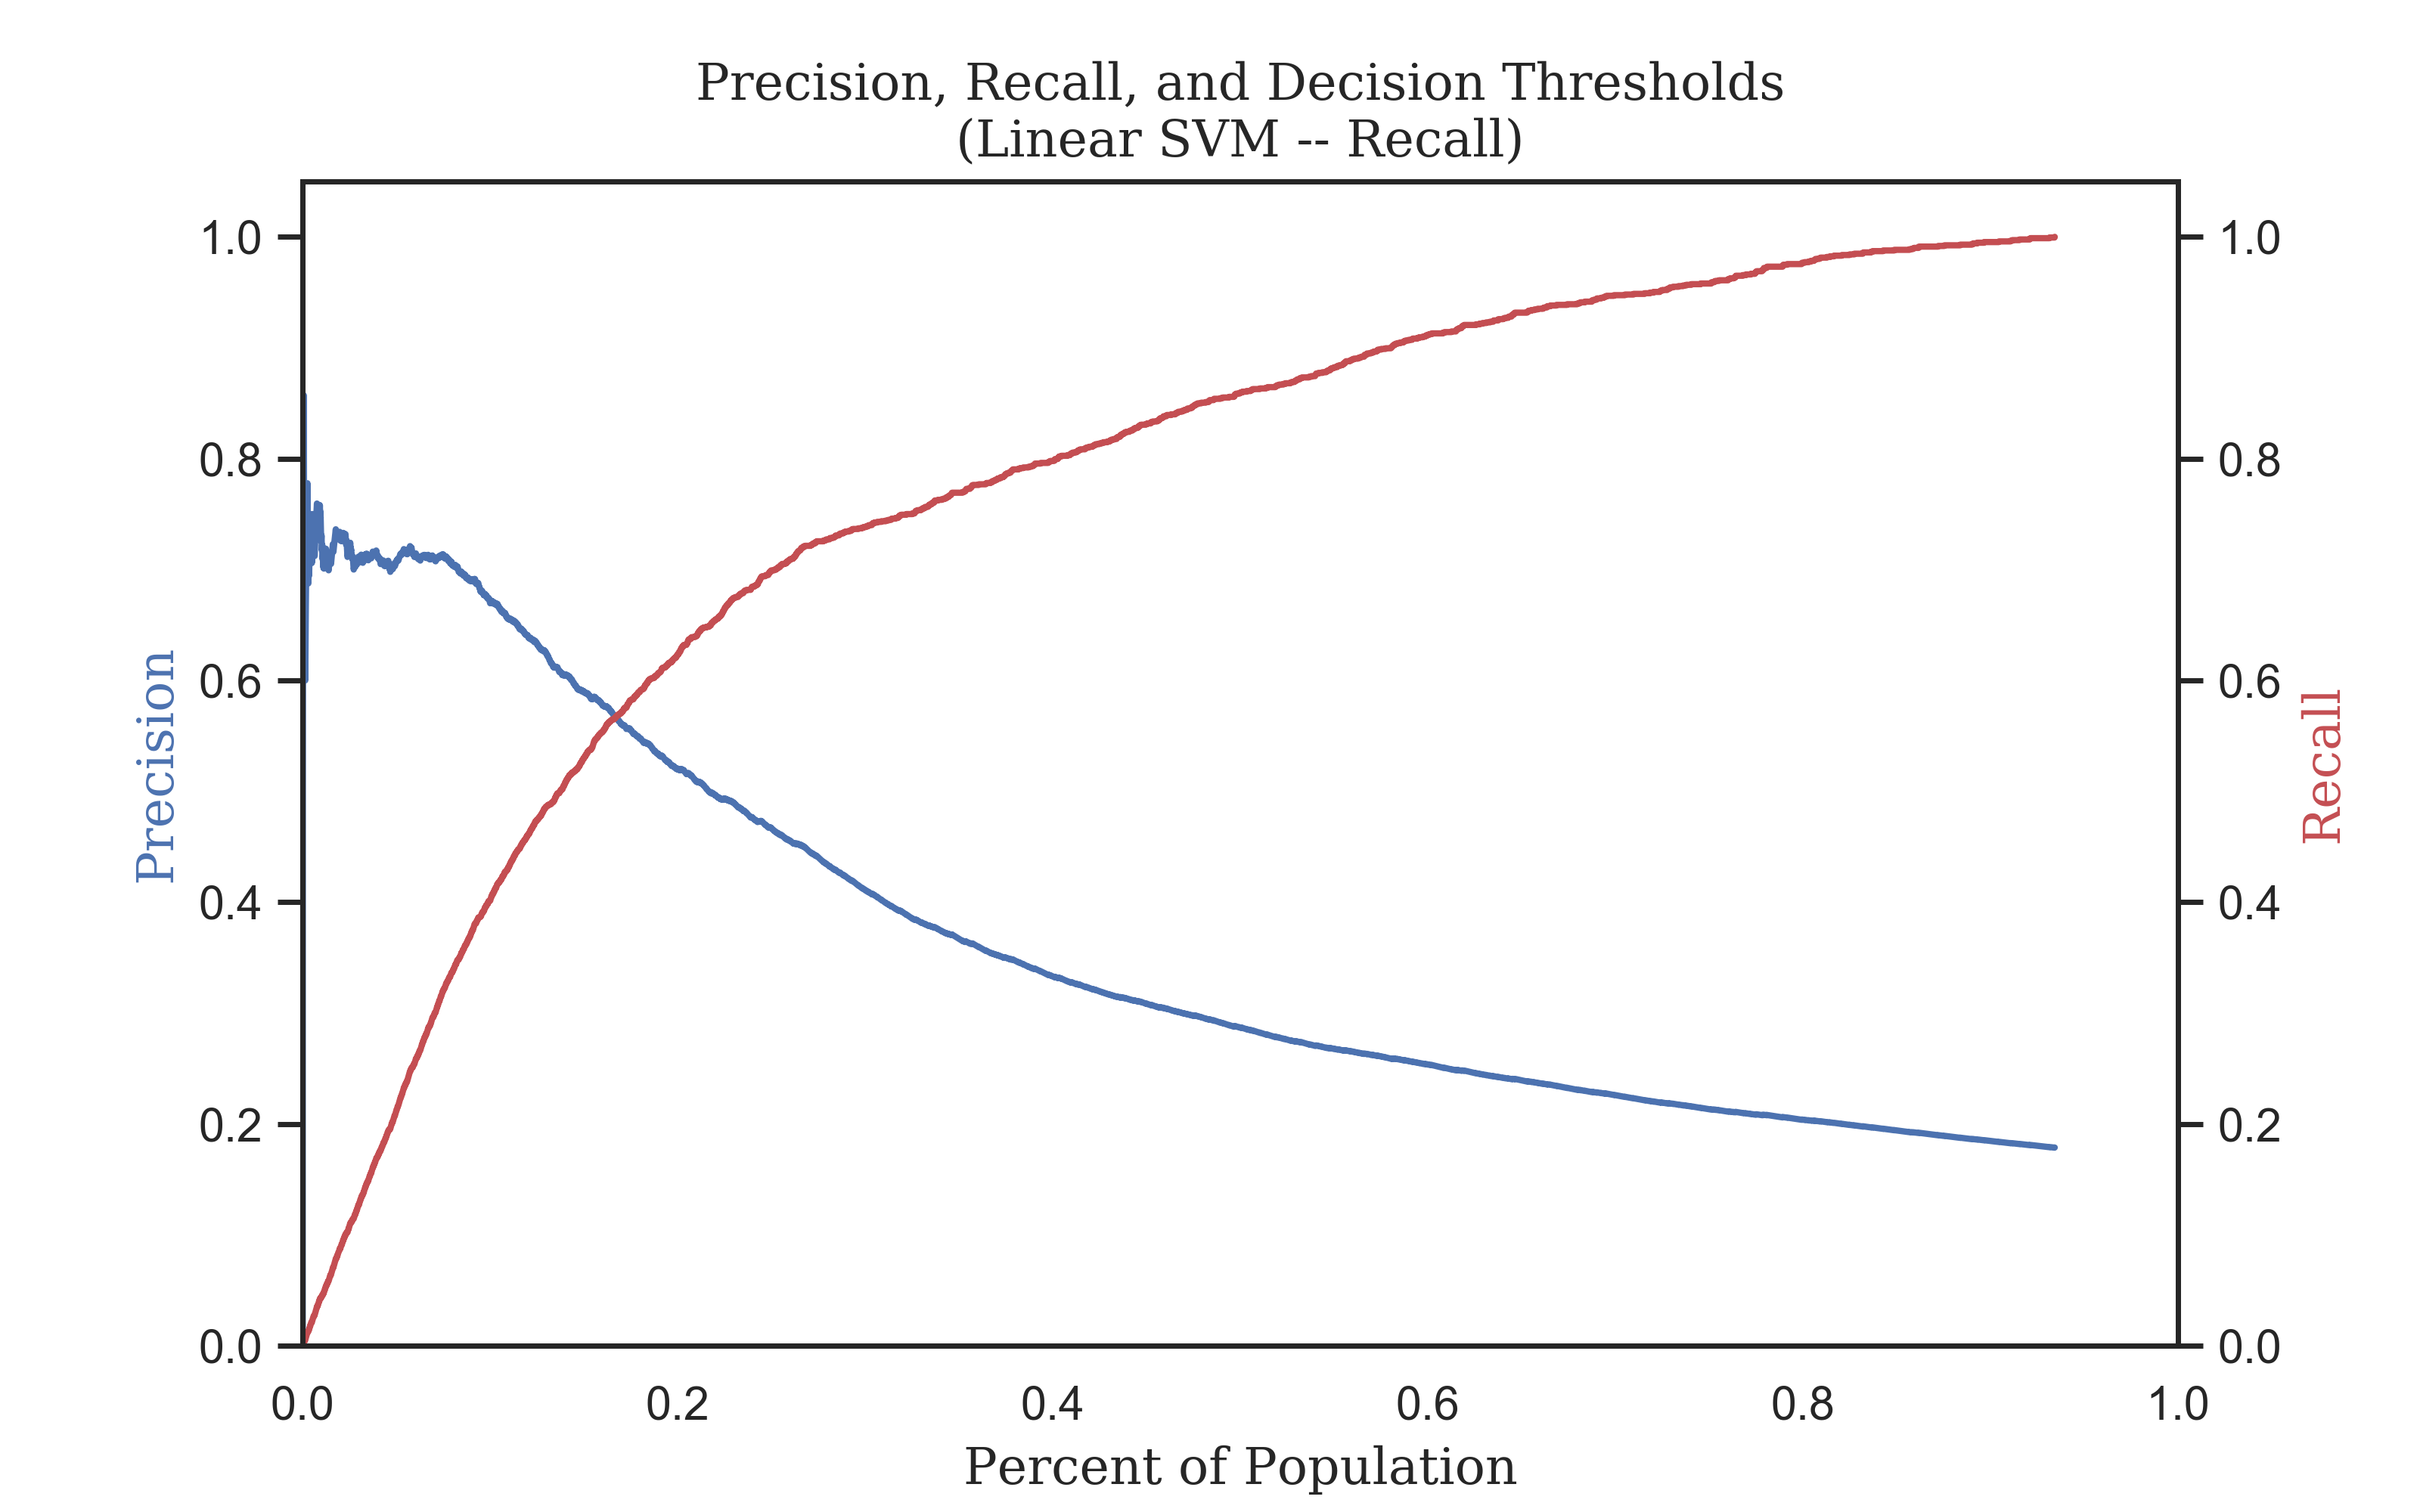 Precision, Recall, and Decision Thresholds
(Linear SVM -- Recall)
1.0
0.8
0.6
0.4
0.2
0.0
Precision
1.0
0.8
0.6
0.4
0.2
0.0
Recall
0.0 0.2 0.4 0.6 0.8 1.0
Percent of Population